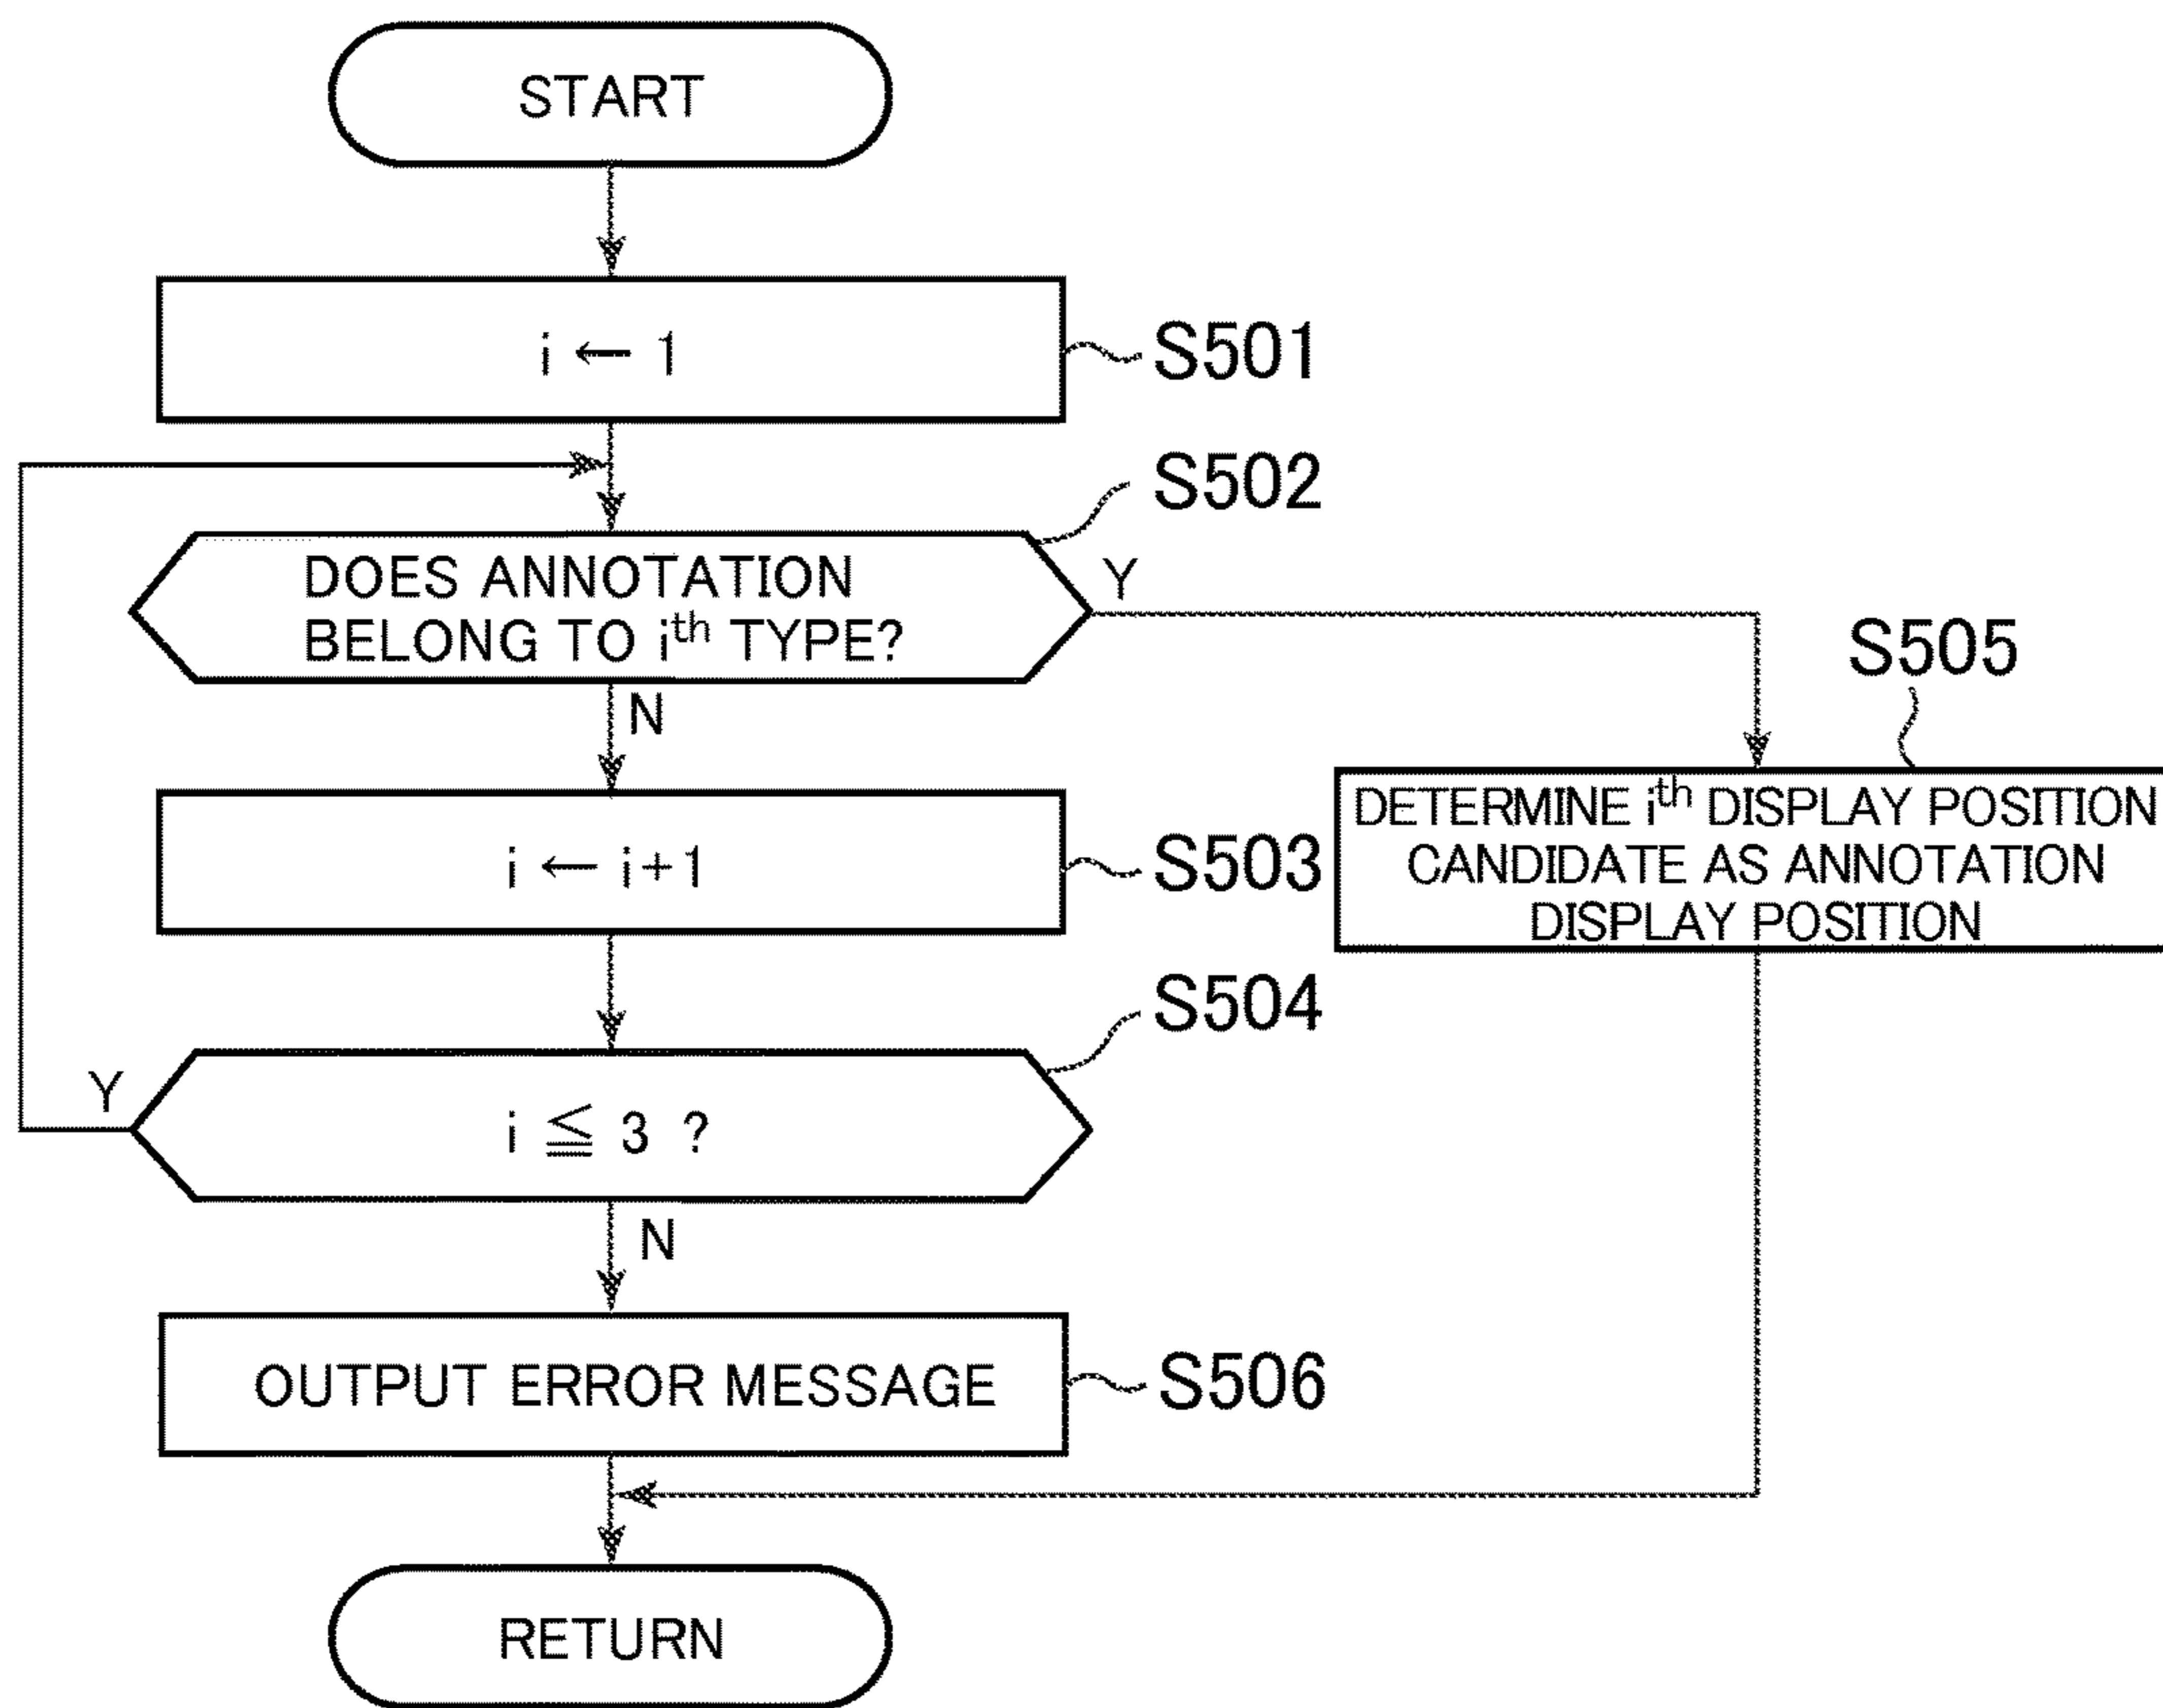 START
i ← 1
S501
S502
DOES ANNOTATION
BELONG TO iᵗʰ TYPE?
Y
N
S505
DETERMINE iᵗʰ DISPLAY POSITION
CANDIDATE AS ANNOTATION
DISPLAY POSITION
i ← i+1
S503
S504
Y
i ≦ 3 ?
N
OUTPUT ERROR MESSAGE
S506
RETURN